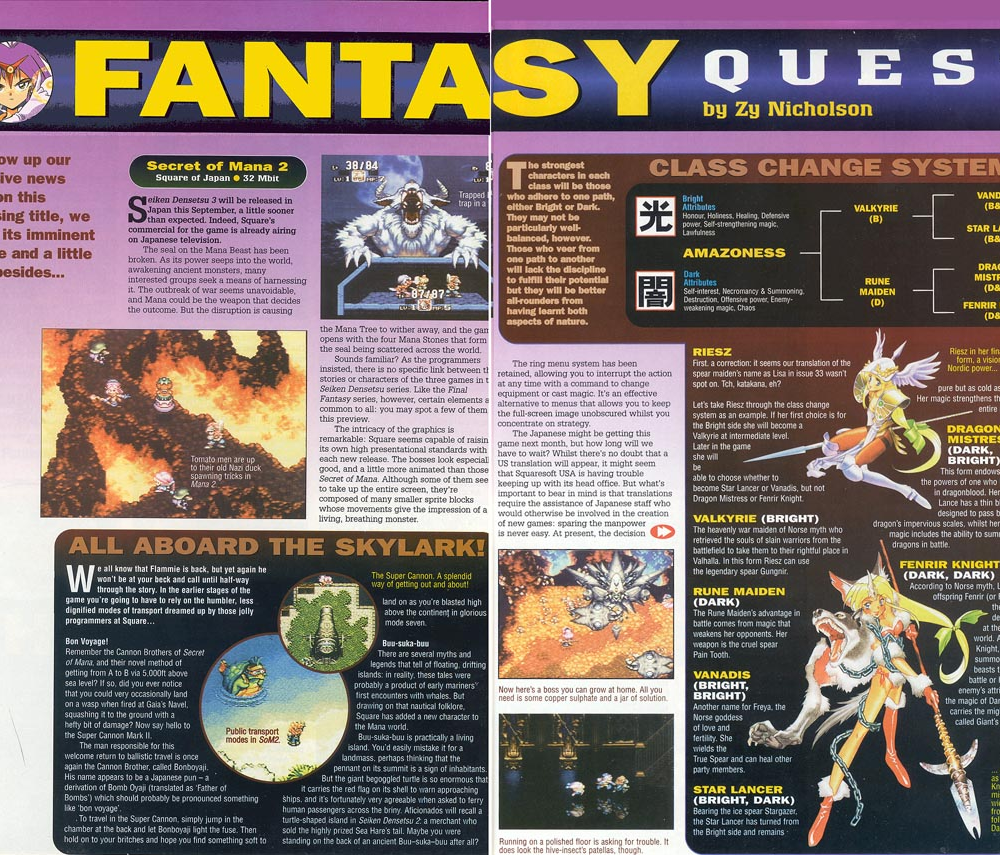 FANTASY QUES
by Zy Nicholson
ow up our
ive news
on this
sing title, we
its imminent
e and a little
besides...
Secret of Mana 2
Square of Japan ● 32 Mbit
Seiken Densetsu 3 will be released in
Japan this September, a little sooner
than expected. Indeed, Square's
commercial for the game is already airing
on Japanese television.
The seal on the Mana Beast has been
broken. As its power seeps into the world,
awakening ancient monsters, many
interested groups seek a means of harnessing
it. The outbreak of war seems unavoidable,
and Mana could be the weapon that decides
the outcome. But the disruption is causing
38/84
Trapped
trap in a
87/87
Tomato men are up
to their old Nazi duck
spawning tricks in
Mana 2.
the Mana Tree to wither away, and the gam
opens with the four Mana Stones that form
the seal being scattered across the world.
Sounds familiar? As the programmers
insisted, there is no specific link between th
stories or characters of the three games in t
Seiken Densetsu series. Like the Final
Fantasy series, however, certain elements a
common to all: you may spot a few of them
this preview.
The intricacy of the graphics is
remarkable: Square seems capable of raisin
its own high presentational standards with
each new release. The bosses look especial
good, and a little more animated than those
Secret of Mana. Although some of them see
to take up the entire screen, they're
composed of many smaller sprite blocks
whose movements give the impression of a
living, breathing monster.
ALL ABOARD THE SKYLARK!
We all know that Flammie is back, but yet again he
won't be at your beck and call until half-way
through the story. In the earlier stages of the
game you're going to have to rely on the humbler, less
dignified modes of transport dreamed up by those jolly
programmers at Square...
Bon Voyage!
Remember the Cannon Brothers of Secret
of Mana, and their novel method of
getting from A to B via 5,000ft above
sea level? If so, did you ever notice
that you could very occasionally land
on a wasp when fired at Gaia's Navel,
squashing it to the ground with a
hefty bit of damage? Now say hello to
the Super Cannon Mark II.
The man responsible for this
welcome return to ballistic travel is once
again the Cannon Brother, called Bonboyaji.
His name appears to be a Japanese pun – a
derivation of Bomb Oyaji (translated as 'Father of
Bombs') which should probably be pronounced something
like 'bon voyage'.
To travel in the Super Cannon, simply jump in the
chamber at the back and let Bonboyaji light the fuse. Then
hold on to your britches and hope you find something soft to
The Super Cannon. A splendid
way of getting out and about!
Public transport
modes in SoM2.
land on as you're blasted high
above the continent in glorious
mode seven.
Buu-suka-buu
There are several myths and
legends that tell of floating, drifting
islands: in reality, these tales were
probably a product of early mariners'
first encounters with whales. But
drawing on that nautical folklore,
Square has added a new character to
the Mana world.
Buu-suka-buu is practically a living
island. You'd easily mistake it for a
landmass, perhaps thinking that the
pennant on its summit is a sign of inhabitants.
But the giant begoggled turtle is so enormous that
it carries the red flag on its shell to warn approaching
ships, and it's fortunately very agreeable when asked to ferry
human passengers across the briny. Aficionados will recall a
turtle-shaped island in Seiken Densetsu 2: a merchant who
sold the highly prized Sea Hare's tail. Maybe you were
standing on the back of an ancient Buu–suka–buu after all?
The strongest
characters in each
class will be those
who adhere to one path,
either Bright or Dark.
They may not be
particularly well-
balanced, however.
Those who veer from
one path to another
will lack the discipline
to fulfill their potential
but they will be better
all-rounders from
having learnt both
aspects of nature.
CLASS CHANGE SYSTEM
光
Bright
Attributes
Honour, Holiness, Healing, Defensive
power, Self-strengthening magic,
Lawfulness
AMAZONESS
闇
Dark
Attributes
Self-interest, Necromancy & Summoning,
Destruction, Offensive power, Enemy-
weakening magic, Chaos
VALKYRIE
(B)
RUNE
MAIDEN
(D)
VAND
(B&
STAR LA
(B&
DRAG
MISTR
(D&
FENRIR
(D&
The ring menu system has been
retained, allowing you to interrupt the action
at any time with a command to change
equipment or cast magic. It's an effective
alternative to menus that allows you to keep
the full-screen image unobscured whilst you
concentrate on strategy.
The Japanese might be getting this
game next month, but how long will we
have to wait? Whilst there's no doubt that a
US translation will appear, it might seem
that Squaresoft USA is having trouble
keeping up with its head office. But what's
important to bear in mind is that translations
require the assistance of Japanese staff who
would otherwise be involved in the creation
of new games: sparing the manpower
is never easy. At present, the decision
Now here's a boss you can grow at home. All you
need is some copper sulphate and a jar of solution.
Running on a polished floor is asking for trouble. It
does look the hive-insect's patellas, though.
RIESZ
First, a correction: it seems our translation of the
spear maiden's name as Lisa in issue 33 wasn't
spot on. Tch, katakana, eh?
Let's take Riesz through the class change
system as an example. If her first choice is for
the Bright side she will become a
Valkyrie at intermediate level.
Later in the game
she will
be
able to choose whether to
become Star Lancer or Vanadis, but not
Dragon Mistress or Fenrir Knight.
VALKYRIE (BRIGHT)
The heavenly war maiden of Norse myth who
retrieved the souls of slain warriors from the
battlefield to take them to their rightful place in
Valhalla. In this form Riesz can use
the legendary spear Gungnir.
RUNE MAIDEN
(DARK)
The Rune Maiden's advantage in
battle comes from magic that
weakens her opponents. Her
weapon is the cruel spear
Pain Tooth.
VANADIS
(BRIGHT,
BRIGHT)
Another name for Freya, the
Norse goddess
of love and
fertility. She
wields the
True Spear and can heal other
party members.
STAR LANCER
(BRIGHT, DARK)
Bearing the ice spear Stargazer,
the Star Lancer has turned from
the Bright side and remains
Riesz in her fina
form, a vision
Nordic power...
pure but as cold as
Her magic strengthens th
entire
DRAGON
MISTRES
(DARK,
BRIGHT)
This form endows
the powers of one who
in dragonblood. Her
Lance has a thin b
designed to pass b
dragon's impervious scales, whilst her
magic includes the ability to sum
dragons in battle.
FENRIR KNIGHT
(DARK, DARK)
According to Norse myth, L
offspring Fenrir (or
the
de
at the
world. A
Knight,
summo
beasts t
battle or
enemy's attri
the magic of Dar
carries the mig
called Giant's